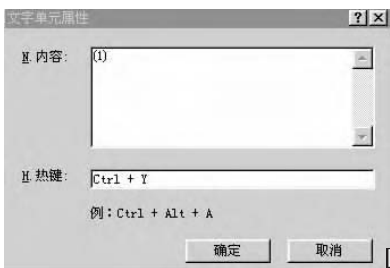 文字单元属性
N.内容:
(1)
H.热键:
Ctrl + Y
例：Ctrl + Alt + A
确定
取消